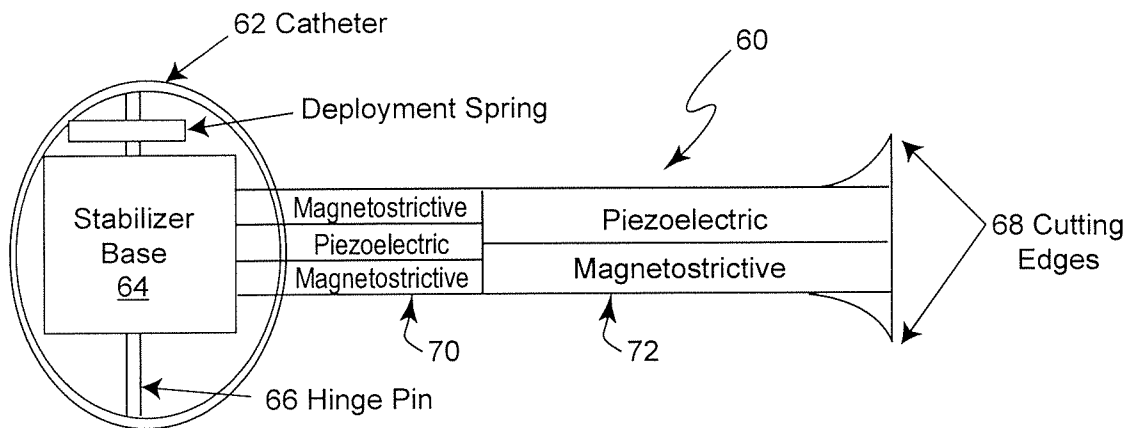 62 Catheter
60
Deployment Spring
Stabilizer
Base
64
Magnetostrictive
Piezoelectric
Magnetostrictive
Piezoelectric
Magnetostrictive
68 Cutting
Edges
70
72
66 Hinge Pin